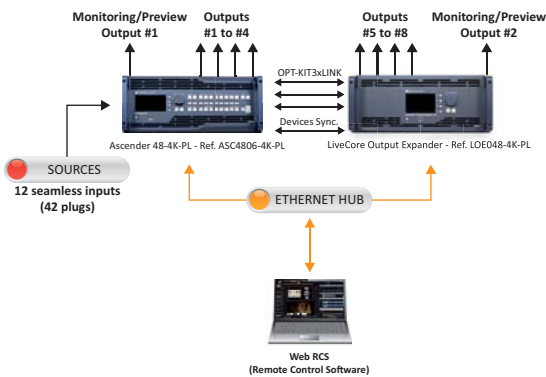 Monitoring/Preview
Output #1
Outputs
#1 to #4
Outputs
#5 to #8
Monitoring/Preview
Output #2
OPT-KIT3xLINK
Devices Sync.
Ascender 48-4K-PL - Ref. ASC4806-4K-PL
LiveCore Output Expander - Ref. LOE048-4K-PL
SOURCES
12 seamless inputs
(42 plugs)
ETHERNET HUB
Web RCS
(Remote Control Software)